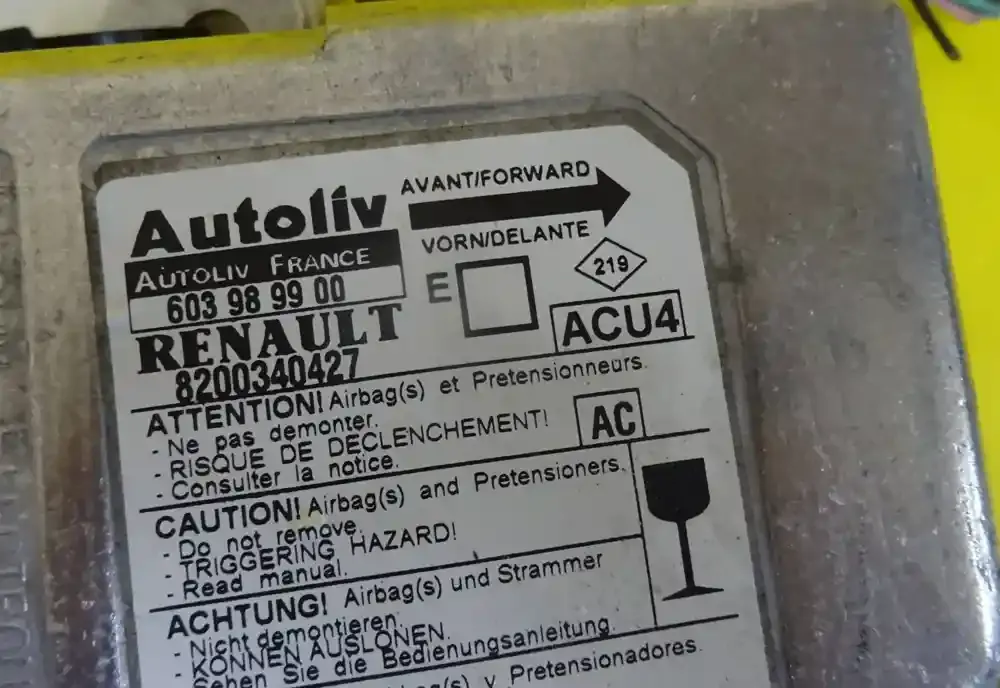 Autoliv
AVANT/FORWARD
AUTOLIV FRANCE
VORN/DELANTE
603 98 99 00
E
219
RENAULT
ACU4
8200340427
ATTENTION! Airbag(s) et Pretensionneurs.
- Ne pas demonter.
- RISQUE DE DECLENCHEMENT!
- Consulter la notice.
AC
CAUTION! Airbag(s) and Pretensioners.
- Do not remove.
- TRIGGERING HAZARD!
- Read manual.
ACHTUNG! Airbag(s) und Strammer
- Nicht demontieren.
- KONNEN AUSLONEN.
- Sehen Sie die Bedienungsanleitung.
(s) y Pretensionadores.